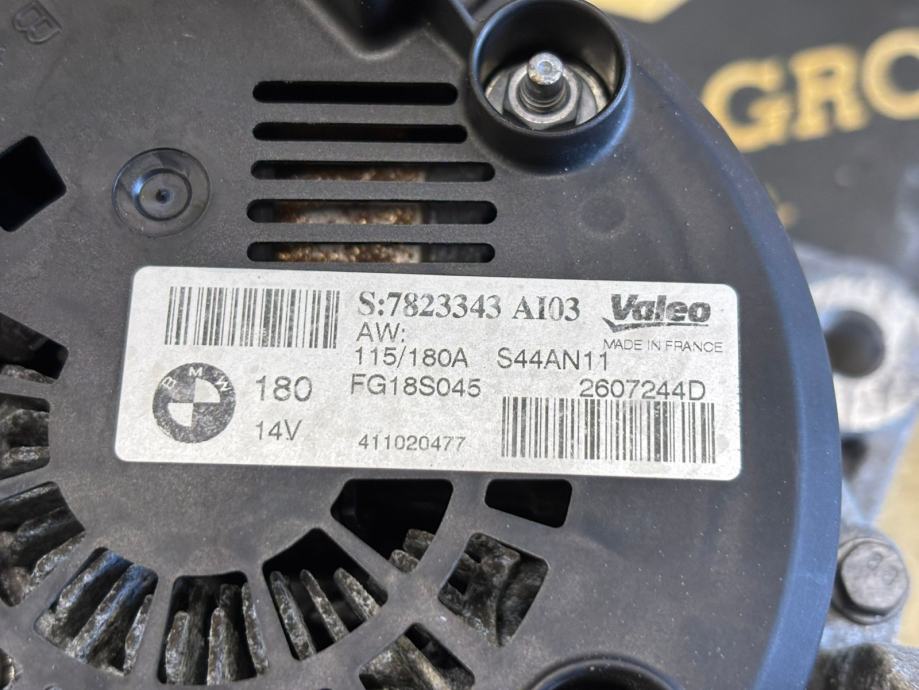 B
GRO
S:7823343 AI03
Valeo
AW:
MADE IN FRANCE
115/180A S44AN11
BMW
180
FG18S045
2607244D
14V
411020477